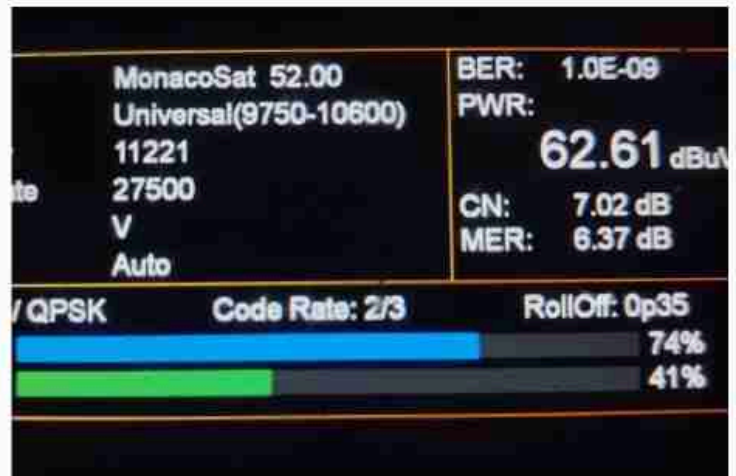 MonacoSat 52.00
Universal(9750-10600)
11221
27500
V
Auto
BER: 1.0E-09
PWR:
62.61 dBuV
CN: 7.02 dB
MER: 6.37 dB
QPSK Code Rate: 2/3 RollOff: 0p35
74%
41%